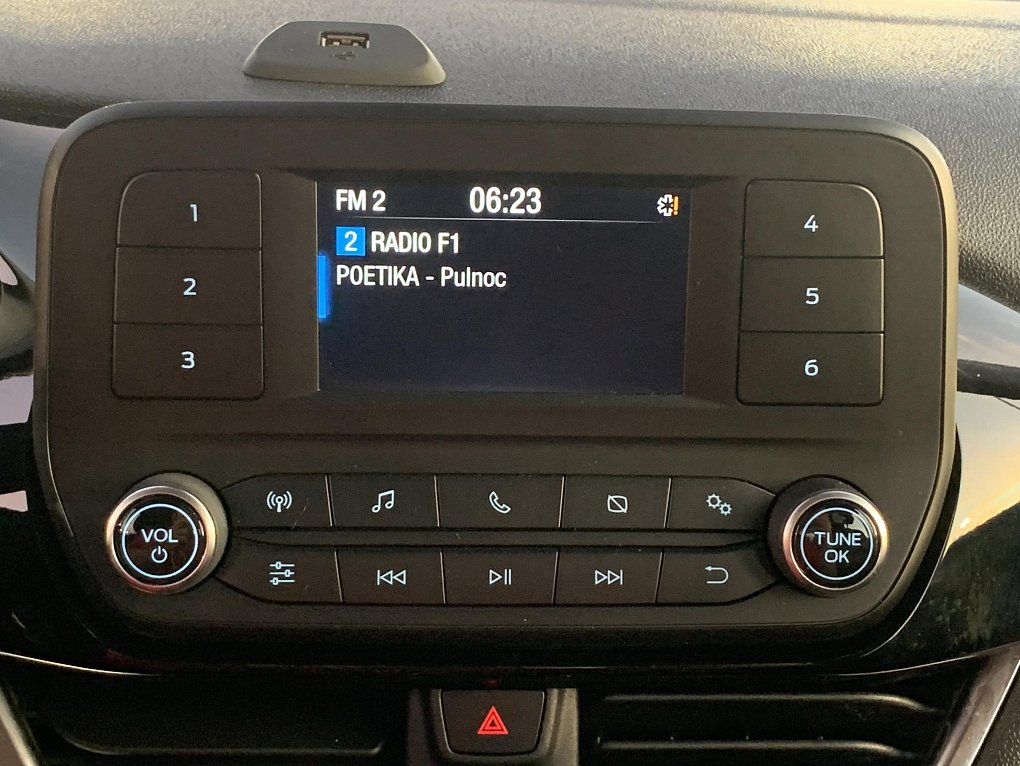 FM 2 06:23
2 RADIO F1
POETIKA - Pulnoc
1
2
3
4
5
6
VOL
TUNE
OK